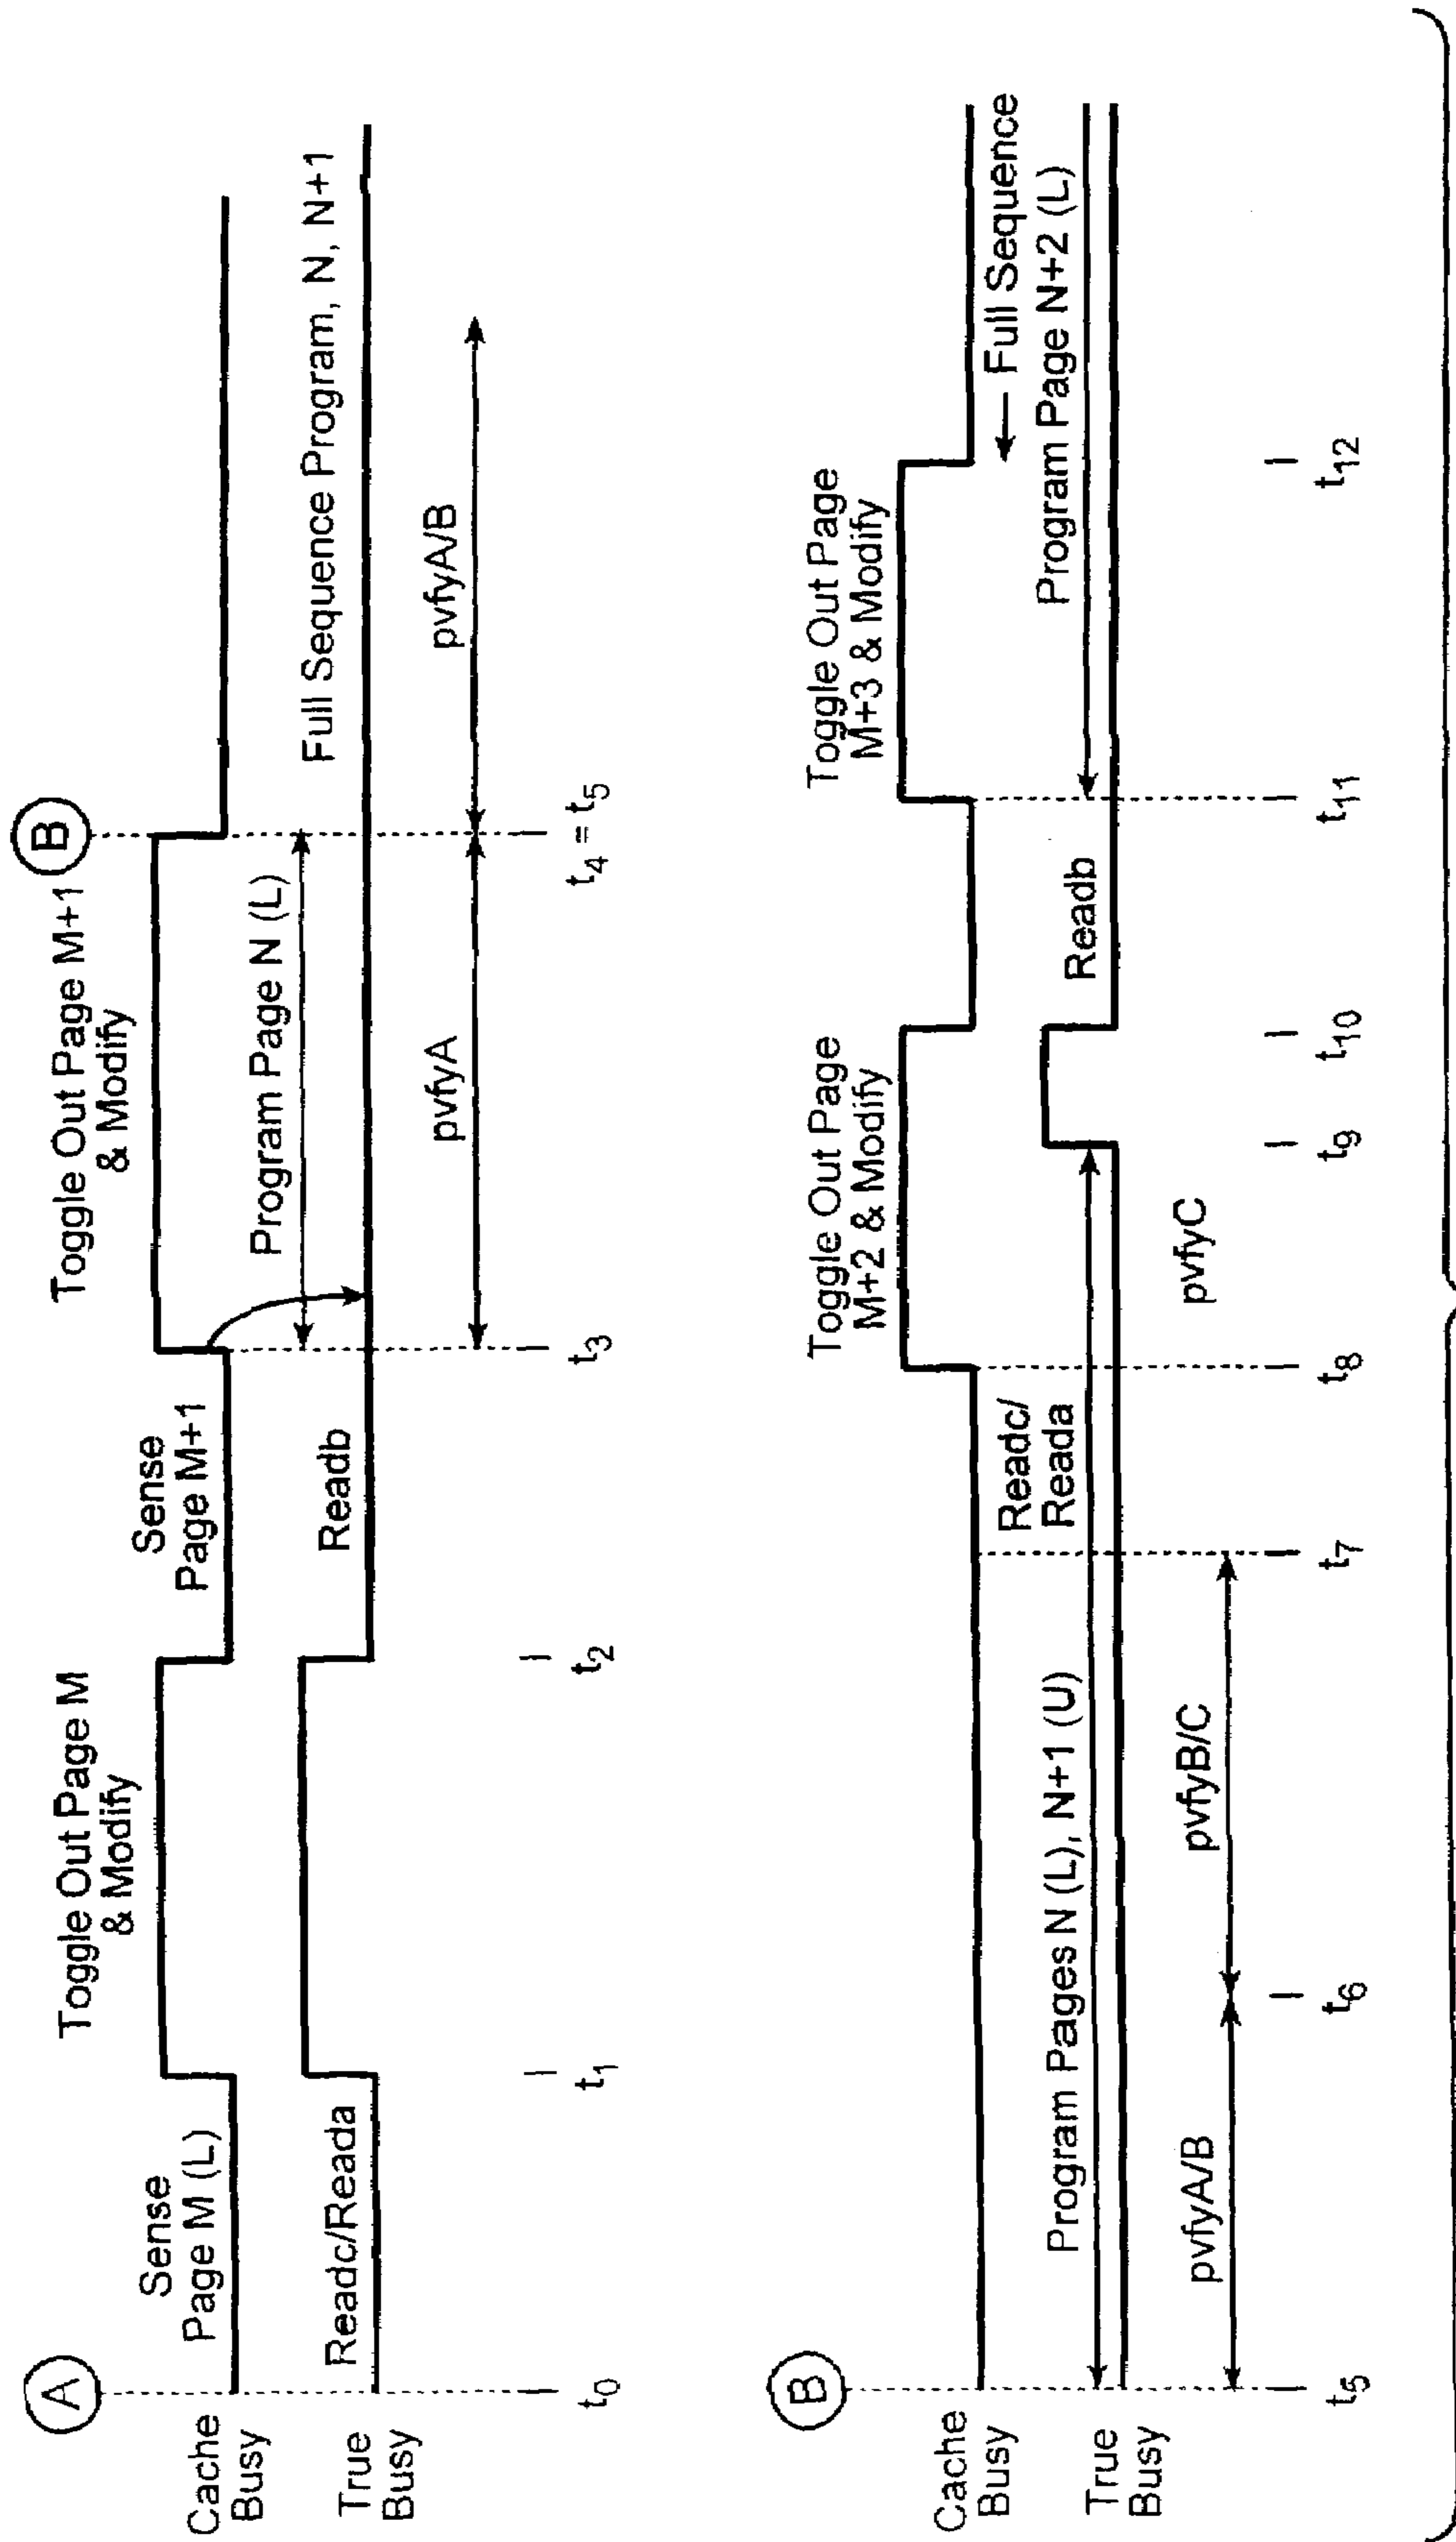 A
Cache
Busy
Sense
Page M (L)
Toggle Out Page M
& Modify
Sense
Page M+1
Toggle Out Page M+1
& Modify
B
Program Page N (L)
True
Busy
Readc/Reada
Readb
Full Sequence Program, N, N+1
pvfyA
pvfyA/B
t0
t1
t2
t3
t4 = t5
B
Cache
Busy
Toggle Out Page
M+2 & Modify
Toggle Out Page
M+3 & Modify
Readc/
Reada
Full Sequence
True
Busy
Program Pages N (L), N+1 (U)
Readb
Program Page N+2 (L)
pvfyA/B
pvfyB/C
pvfyC
t5
t6
t7
t8
t9
t10
t11
t12